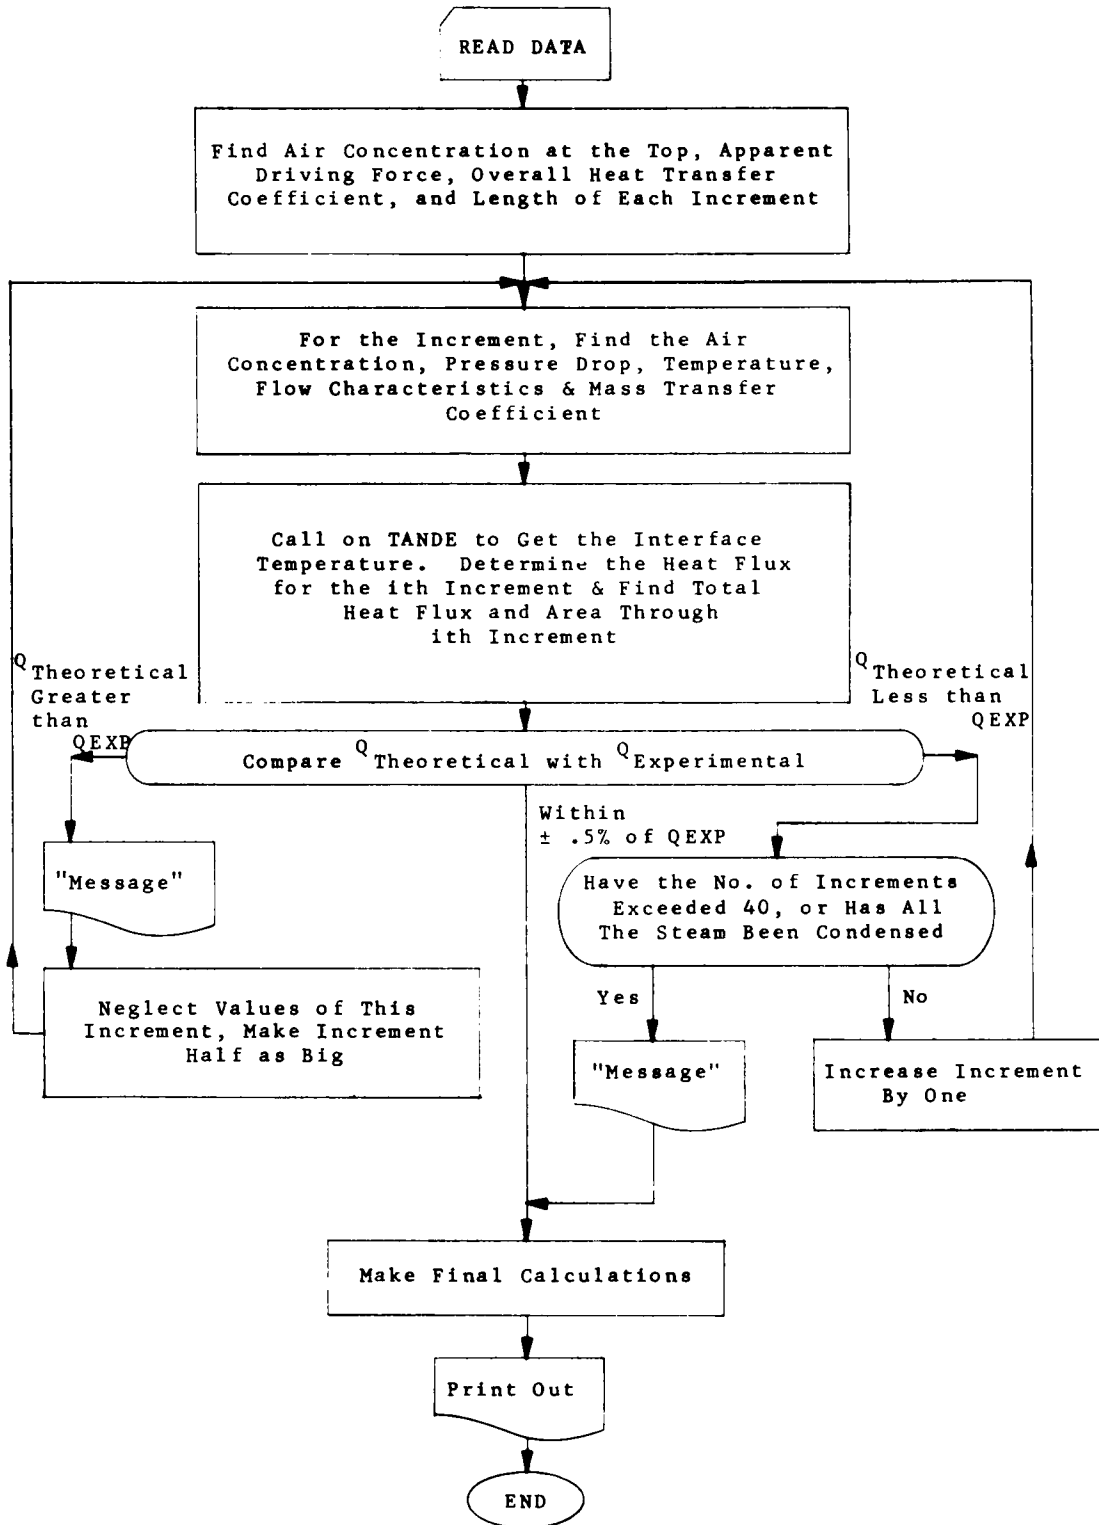 READ DATA
Find Air Concentration at the Top, Apparent
Driving Force, Overall Heat Transfer
Coefficient, and Length of Each Increment
For the Increment, Find the Air
Concentration, Pressure Drop, Temperature,
Flow Characteristics & Mass Transfer
Coefficient
Call on TANDE to Get the Interface
Temperature. Determine the Heat Flux
for the ith Increment & Find Total
Heat Flux and Area Through
ith Increment
Q Theoretical
Greater
than
QEXP
Q Theoretical
Less than
QEXP
Compare Q Theoretical with Q Experimental
Within
± .5% of QEXP
"Message"
Have the No. of Increments
Exceeded 40, or Has All
The Steam Been Condensed
Neglect Values of This
Increment, Make Increment
Half as Big
Yes
No
"Message"
Increase Increment
By One
Make Final Calculations
Print Out
END